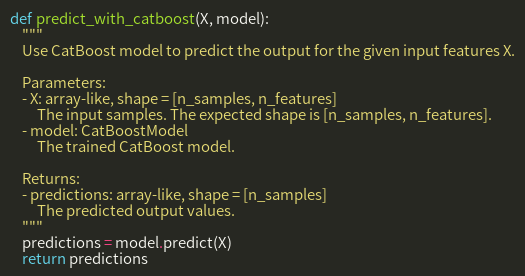 def predict_with_catboost(X, model):
"""
Use CatBoost model to predict the output for the given input features X.
Parameters:
- X: array-like, shape = [n_samples, n_features]
The input samples. The expected shape is [n_samples, n_features].
- model: CatBoostModel
The trained CatBoost model.
Returns:
- predictions: array-like, shape = [n_samples]
The predicted output values.
"""
predictions = model.predict(X)
return predictions